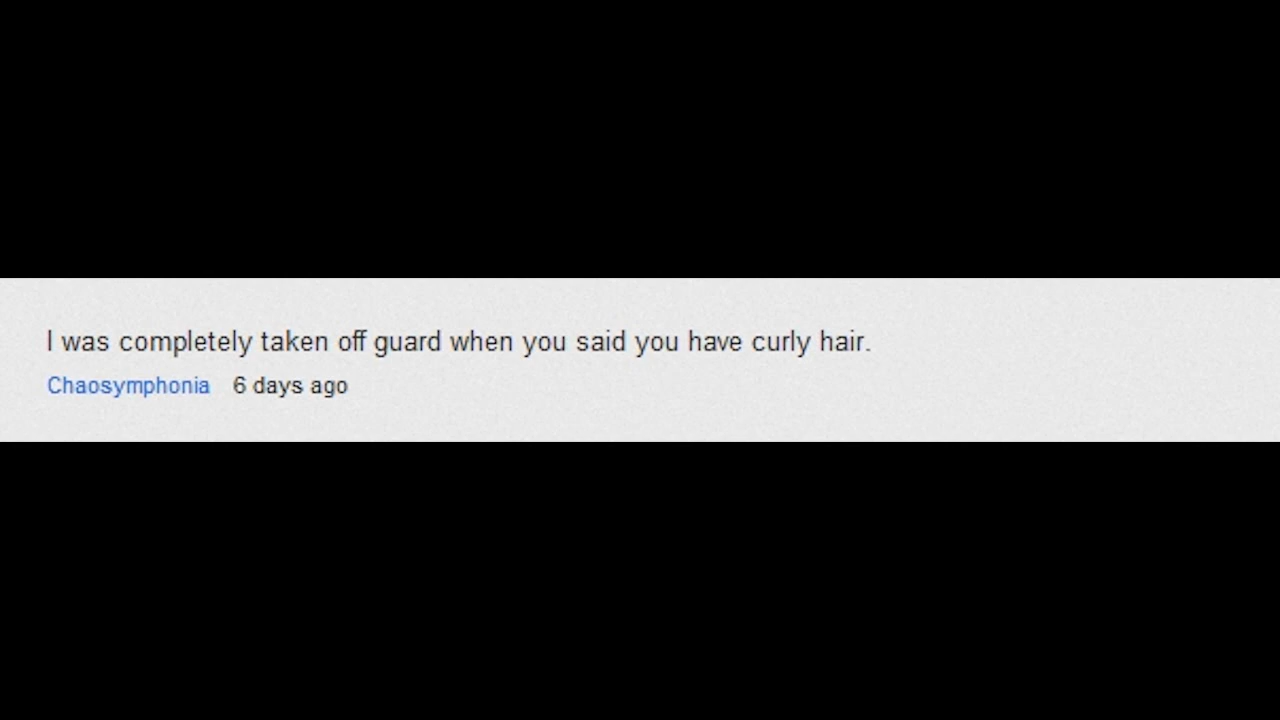 I was completely taken off guard when you said you have curly hair.
Chaosymphonia 6 days ago